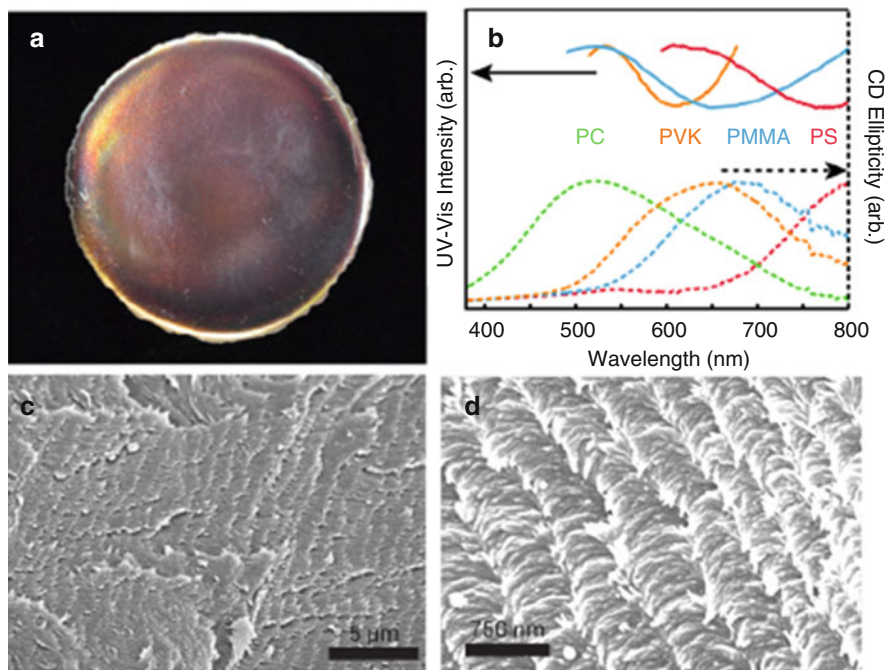 a
b
UV-Vis Intensity (arb.)
PC
PVK
PMMA
PS
CD Ellipticity (arb.)
400
500
600
700
800
Wavelength (nm)
c
5 µm
d
750 nm